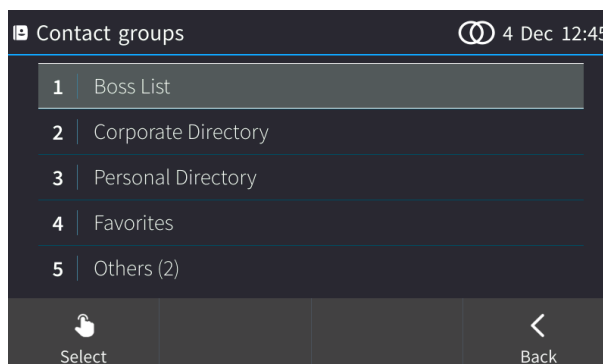 Contact groups 4 Dec 12:45
1 Boss List
2 Corporate Directory
3 Personal Directory
4 Favorites
5 Others (2)
Select Back